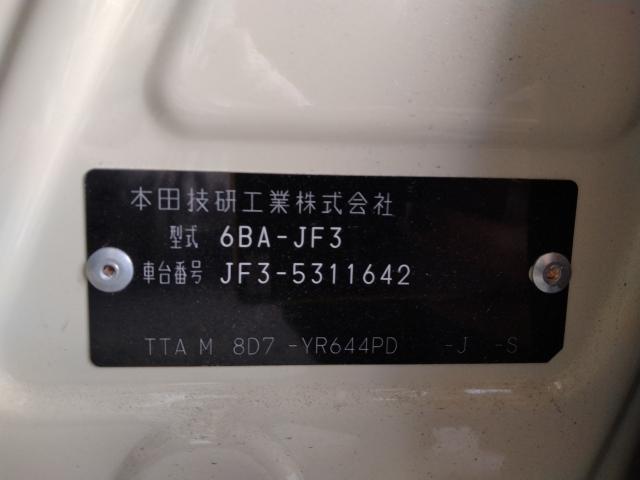 本田技研工業株式会社
型式 6BA-JF3
車台番号 JF3-5311642
TTA M 8D7 -YR644PD -J -S